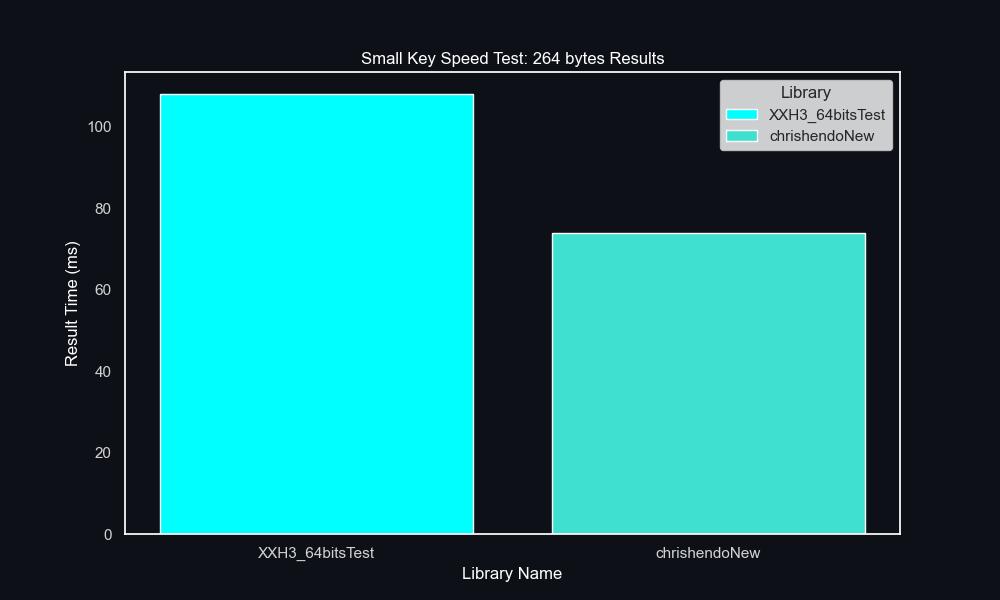 Small Key Speed Test: 264 bytes Results
Library
XXH3_64bitsTest
chrishendoNew
Result Time (ms)
100
80
60
40
20
0
XXH3_64bitsTest
chrishendoNew
Library Name